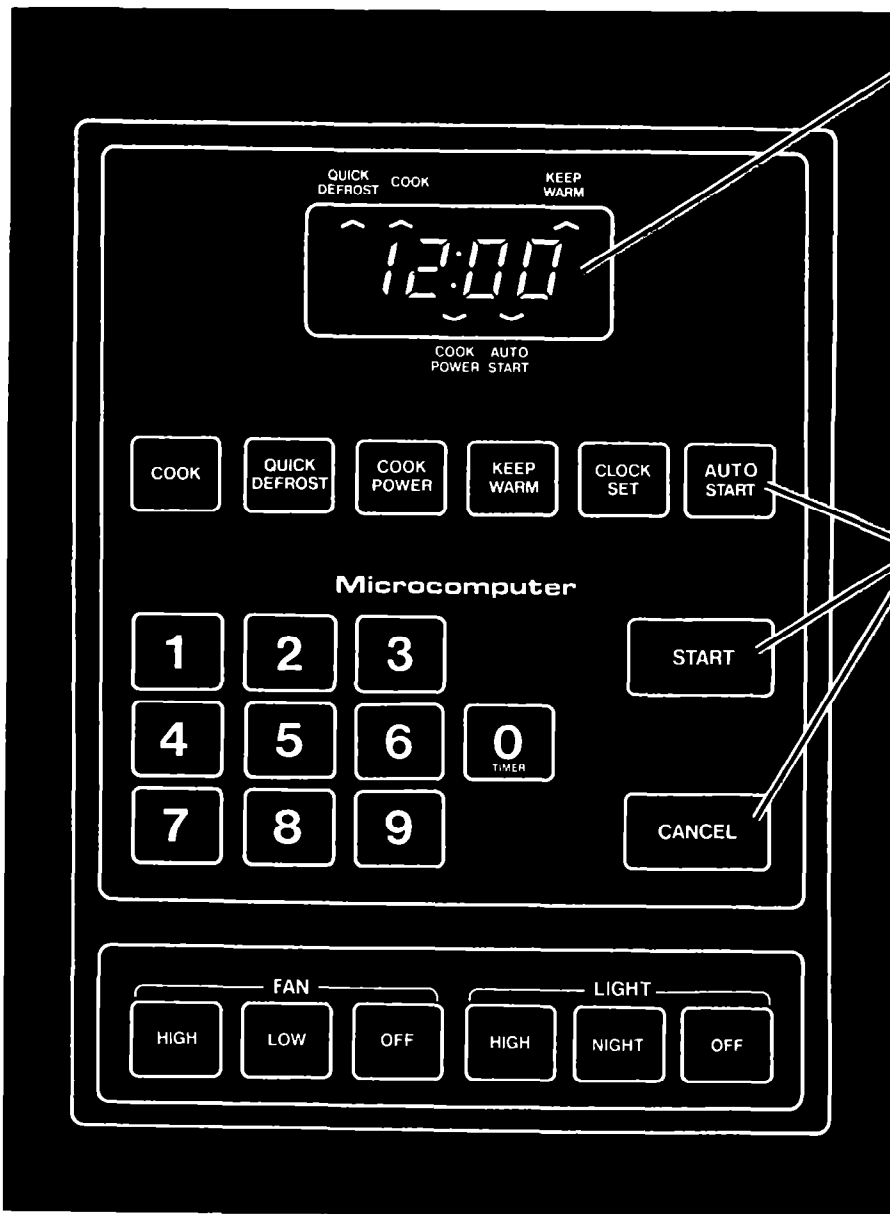 QUICK DEFROST COOK KEEP WARM
12:00
COOK POWER AUTO START
COOK QUICK DEFROST COOK POWER KEEP WARM CLOCK SET AUTO START
Microcomputer
1 2 3 START
4 5 6 0 TIMER
7 8 9 CANCEL
FAN LIGHT
HIGH LOW OFF HIGH NIGHT OFF